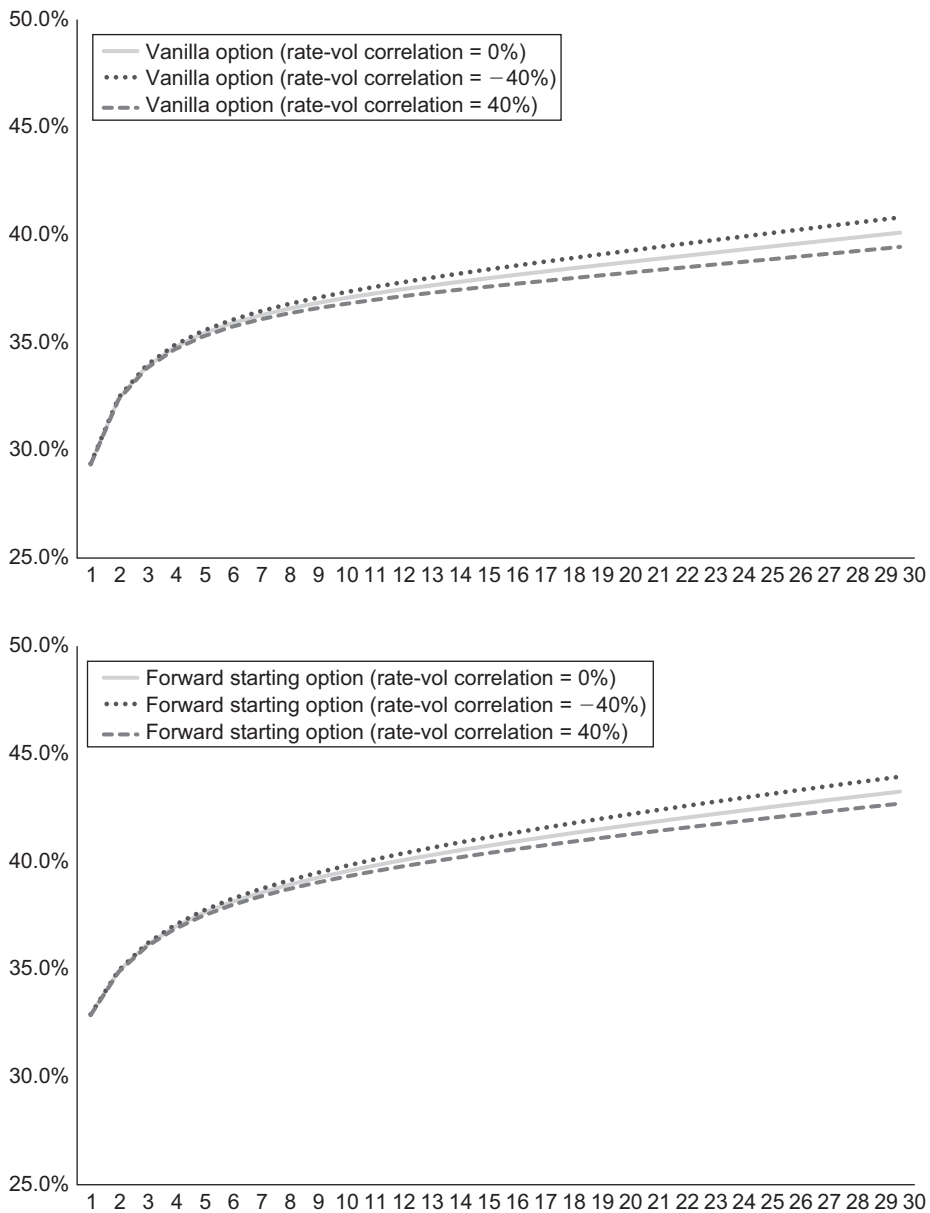 50.0%
Vanilla option (rate-vol correlation = 0%)
Vanilla option (rate-vol correlation = −40%)
Vanilla option (rate-vol correlation = 40%)
45.0%
40.0%
35.0%
30.0%
25.0%
1 2 3 4 5 6 7 8 9 10 11 12 13 14 15 16 17 18 19 20 21 22 23 24 25 26 27 28 29 30
50.0%
Forward starting option (rate-vol correlation = 0%)
Forward starting option (rate-vol correlation = −40%)
Forward starting option (rate-vol correlation = 40%)
45.0%
40.0%
35.0%
30.0%
25.0%
1 2 3 4 5 6 7 8 9 10 11 12 13 14 15 16 17 18 19 20 21 22 23 24 25 26 27 28 29 30